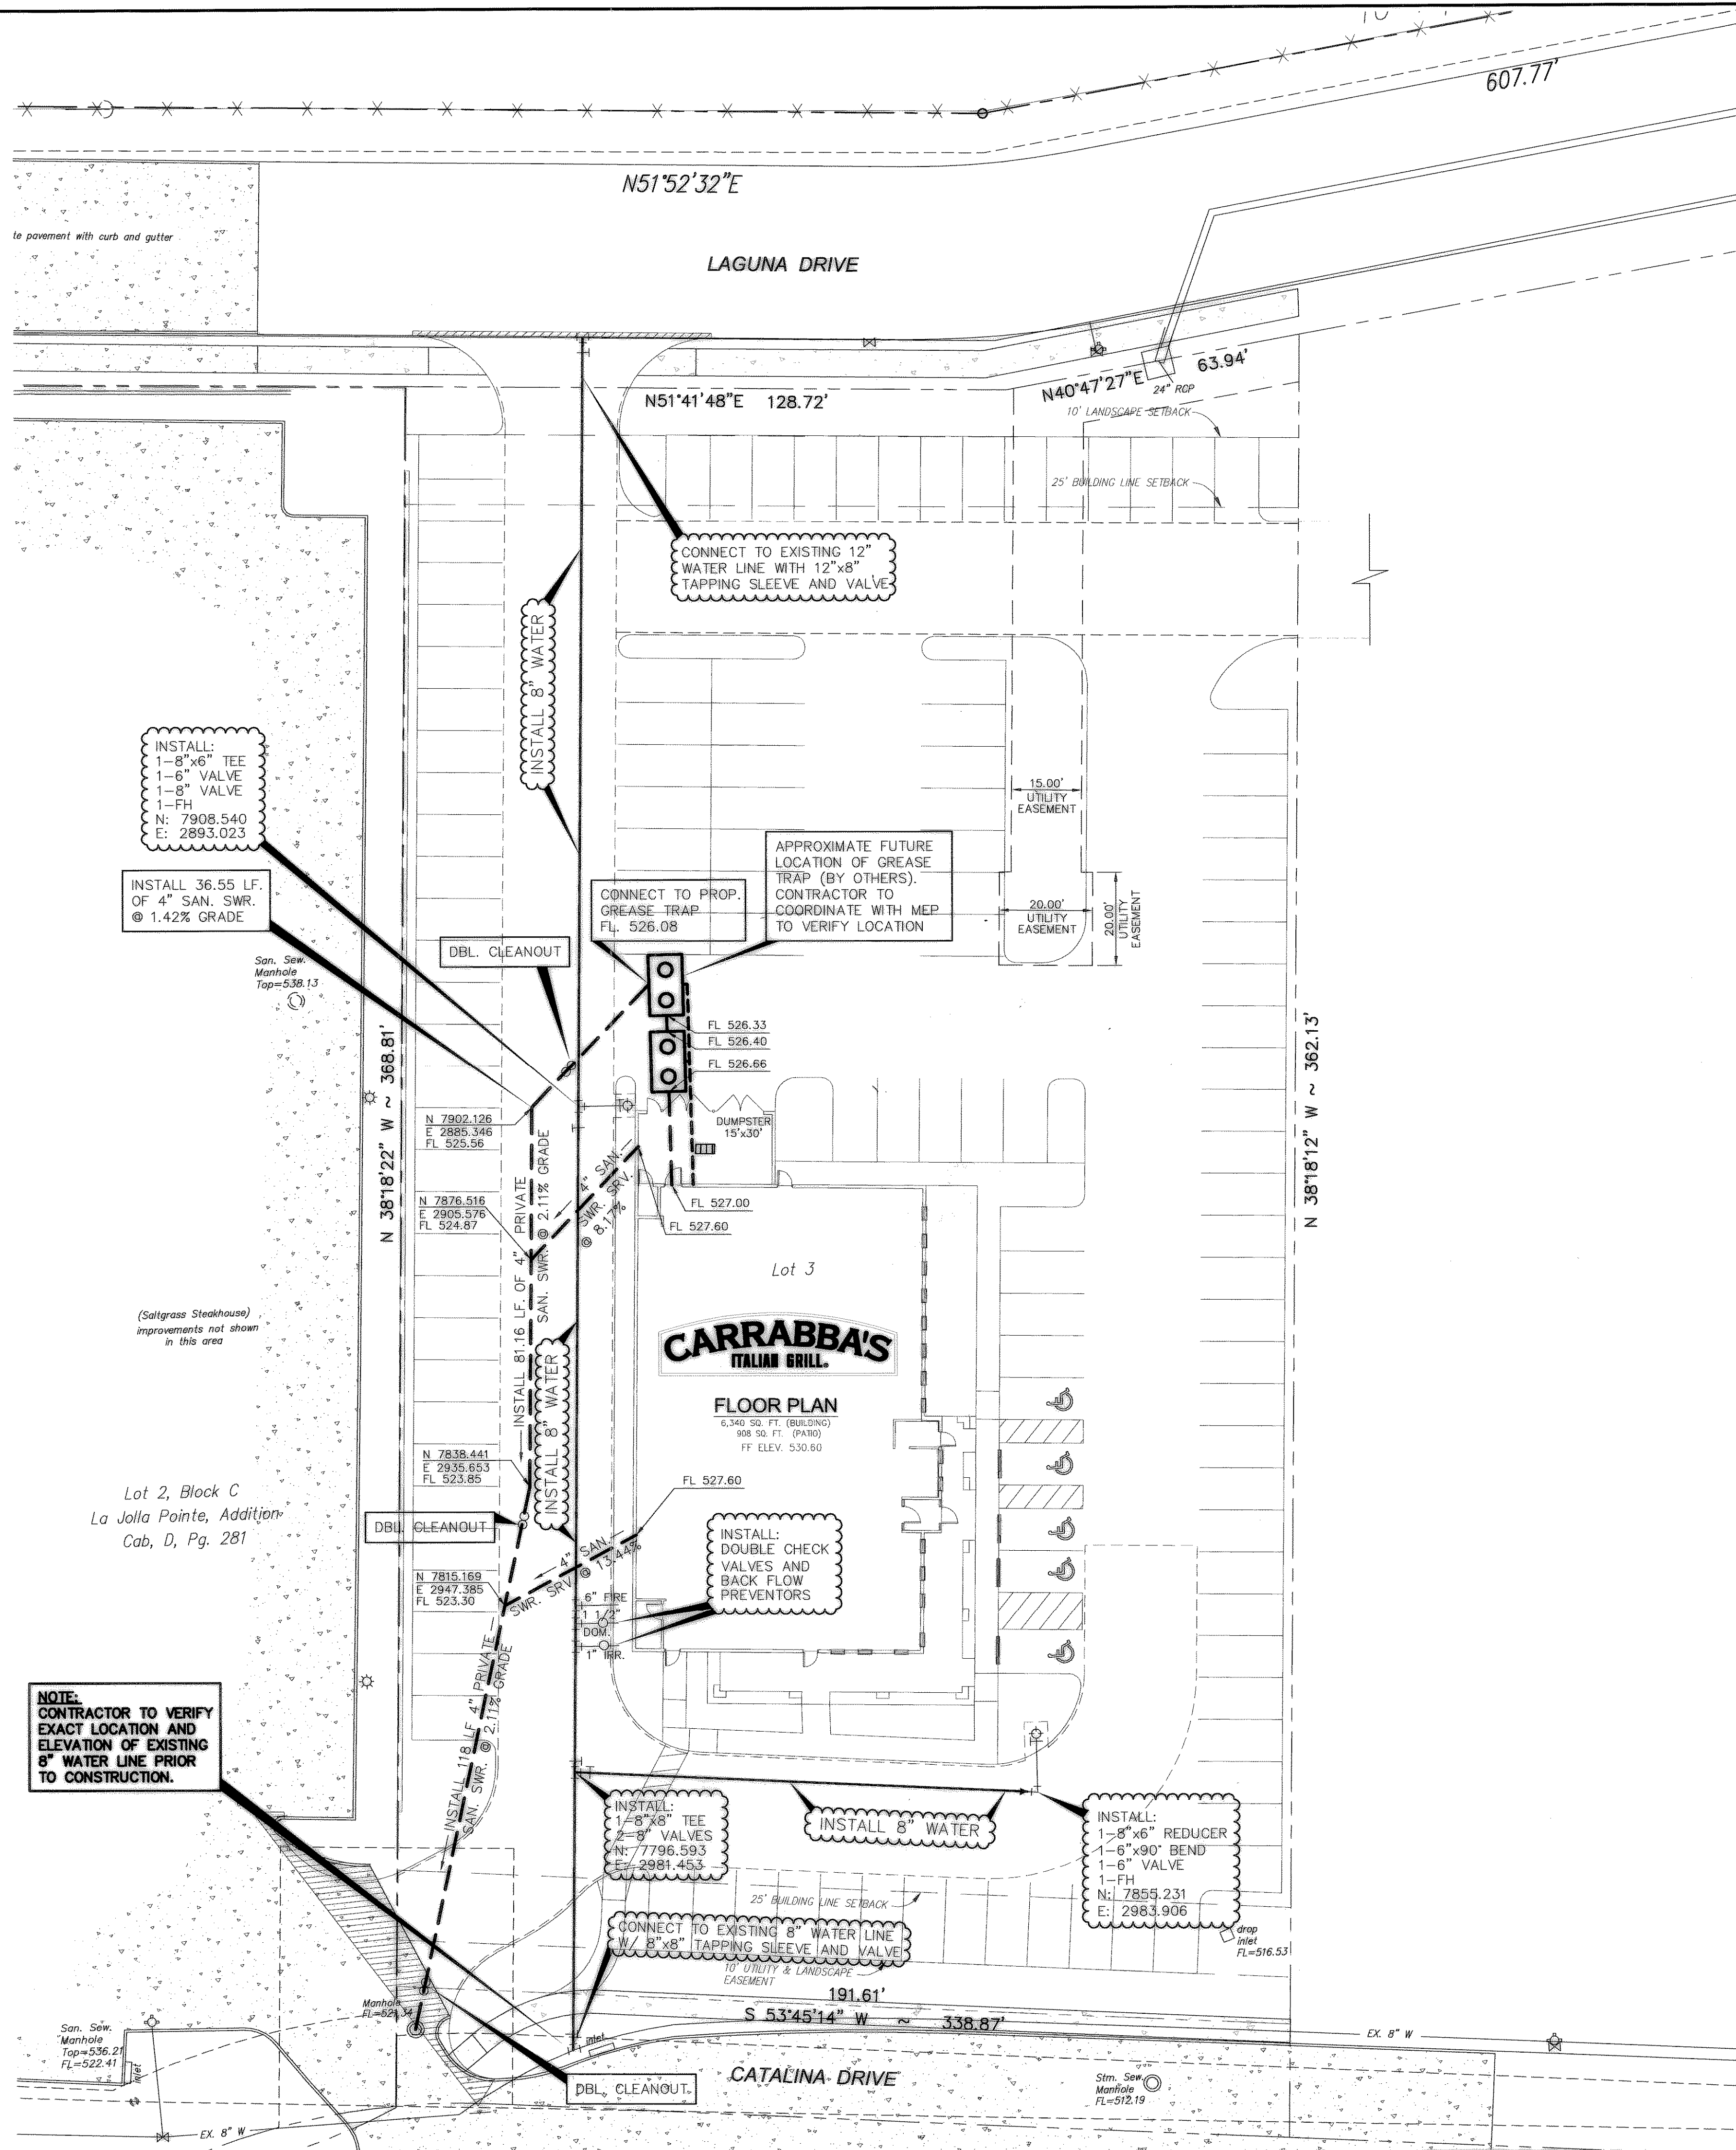 607.77'
N51°52'32"E
te pavement with curb and gutter
LAGUNA DRIVE
N51°41'48"E 128.72'
N40°47'27"E 63.94'
24" RCP
10' LANDSCAPE SETBACK
25' BUILDING LINE SETBACK
CONNECT TO EXISTING 12"
WATER LINE WITH 12"x8"
TAPPING SLEEVE AND VALVE
INSTALL 8" WATER
INSTALL:
1-8"x6" TEE
1-6" VALVE
1-8" VALVE
1-FH
N: 7908.540
E: 2893.023
INSTALL 36.55 LF.
OF 4" SAN. SWR.
@ 1.42% GRADE
15.00'
UTILITY
EASEMENT
20.00'
UTILITY
EASEMENT
20.00'
UTILITY
EASEMENT
APPROXIMATE FUTURE
LOCATION OF GREASE
TRAP (BY OTHERS).
CONTRACTOR TO
COORDINATE WITH MEP
TO VERIFY LOCATION
CONNECT TO PROP.
GREASE TRAP
FL. 526.08
DBL. CLEANOUT
San. Sew.
Manhole
Top=538.13
FL 526.33
FL 526.40
FL 526.66
N 38°18'22" W ~ 368.81'
N 38°18'12" W ~ 362.13'
N 7902.126
E 2885.346
FL 525.56
DUMPSTER
15'x30'
N 7876.516
E 2905.576
FL 524.87
4" SAN.
SWR. SRV.
@ 8.17%
FL 527.00
FL 527.60
INSTALL 81.16 LF. OF 4" PRIVATE
SAN. SWR. @ 2.11% GRADE
INSTALL 8" WATER
Lot 3
(Saltgrass Steakhouse)
improvements not shown
in this area
CARRABBA'S
ITALIAN GRILL.
FLOOR PLAN
6,340 SQ. FT. (BUILDING)
908 SQ. FT. (PATIO)
FF ELEV. 530.60
N 7838.441
E 2935.653
FL 523.85
FL 527.60
Lot 2, Block C
La Jolla Pointe, Addition
Cab, D, Pg. 281
DBL. CLEANOUT
INSTALL:
DOUBLE CHECK
VALVES AND
BACK FLOW
PREVENTORS
4" SAN.
SWR. SRV. @ 13.44%
N 7815.169
E 2947.385
FL 523.30
6" FIRE
1 1/2"
DOM.
1" IRR.
INSTALL 118 LF 4" PRIVATE
SAN. SWR. @ 2.11% GRADE
NOTE:
CONTRACTOR TO VERIFY
EXACT LOCATION AND
ELEVATION OF EXISTING
8" WATER LINE PRIOR
TO CONSTRUCTION.
INSTALL:
1-8"x8" TEE
2-8" VALVES
N: 7796.593
E: 2981.453
INSTALL 8" WATER
INSTALL:
1-8"x6" REDUCER
1-6"x90° BEND
1-6" VALVE
1-FH
N: 7855.231
E: 2983.906
25' BUILDING LINE SETBACK
CONNECT TO EXISTING 8" WATER LINE
W/ 8"x8" TAPPING SLEEVE AND VALVE
10' UTILITY & LANDSCAPE
EASEMENT
drop
inlet
FL=516.53
191.61'
S 53°45'14" W ~ 338.87'
Manhole
San. Sew.
Manhole
Top=536.21
FL=522.41
inlet
inlet
EX. 8" W
CATALINA DRIVE
DBL. CLEANOUT
Stm. Sew.
Manhole
FL=512.19
EX. 8" W